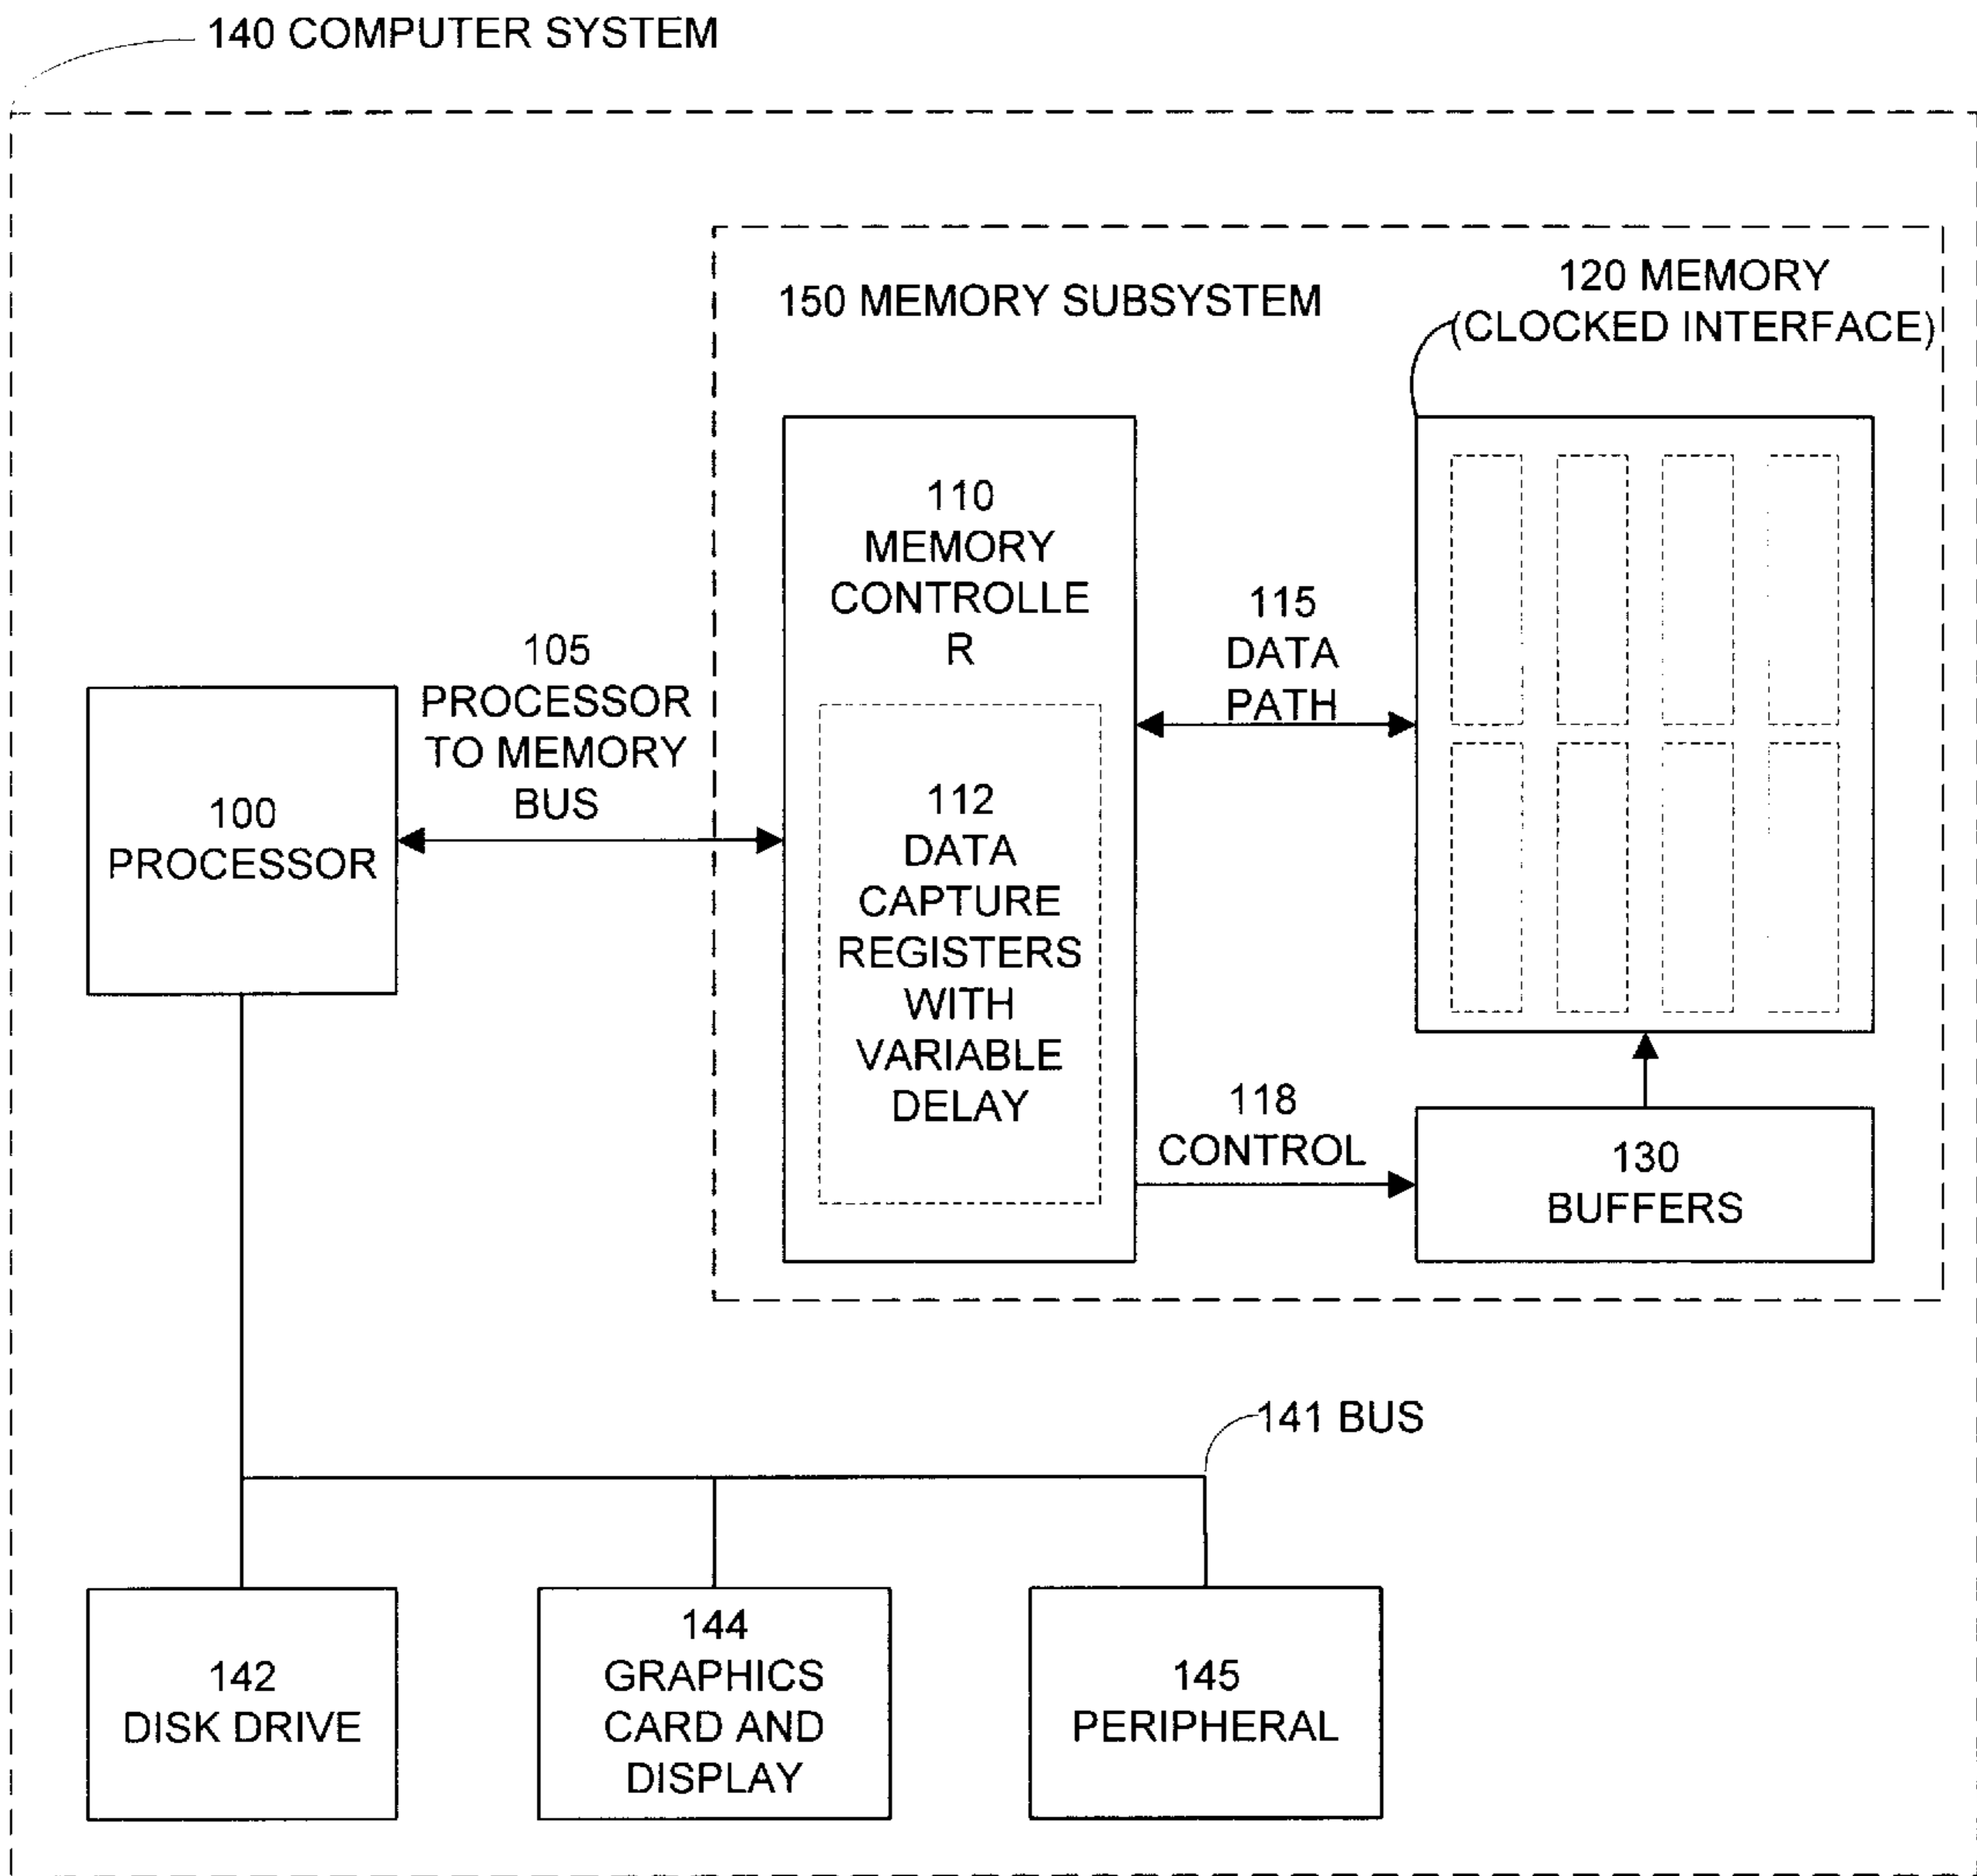 140 COMPUTER SYSTEM
150 MEMORY SUBSYSTEM
120 MEMORY
(CLOCKED INTERFACE)
110
MEMORY
CONTROLLE
R
112
DATA
CAPTURE
REGISTERS
WITH
VARIABLE
DELAY
115
DATA
PATH
105
PROCESSOR
TO MEMORY
BUS
100
PROCESSOR
118
CONTROL
130
BUFFERS
141 BUS
142
DISK DRIVE
144
GRAPHICS
CARD AND
DISPLAY
145
PERIPHERAL